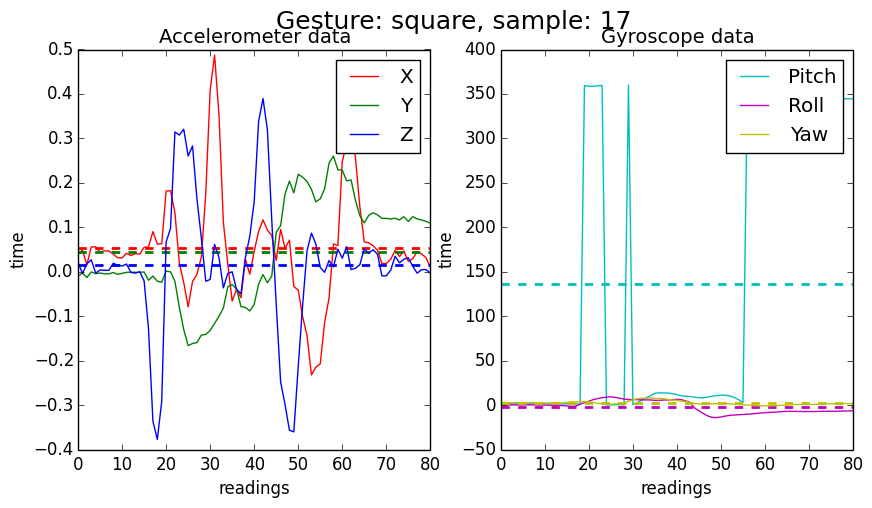 Gesture: square, sample: 17
Accelerometer data
0.5
0.4
0.3
0.2
0.1
0.0
−0.1
−0.2
−0.3
−0.4
time
0 10 20 30 40 50 60 70 80
readings
X
Y
Z
Gyroscope data
400
350
300
250
200
150
100
50
0
−50
time
0 10 20 30 40 50 60 70 80
readings
Pitch
Roll
Yaw